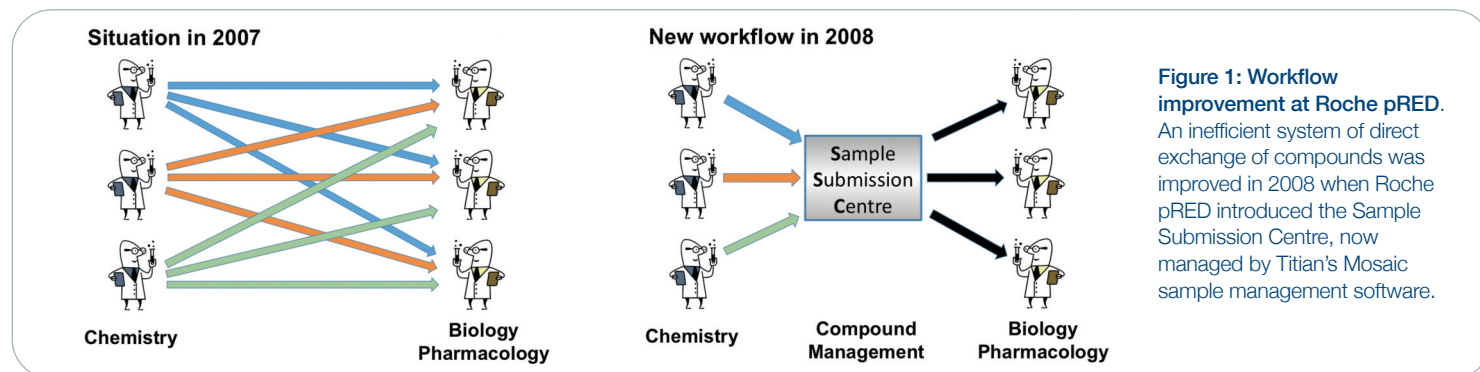 Situation in 2007
Chemistry
Biology
Pharmacology
New workflow in 2008
Sample
Submission
Centre
Chemistry
Compound
Management
Biology
Pharmacology
Figure 1: Workflow
improvement at Roche pRED.
An inefficient system of direct
exchange of compounds was
improved in 2008 when Roche
pRED introduced the Sample
Submission Centre, now
managed by Titian’s Mosaic
sample management software.